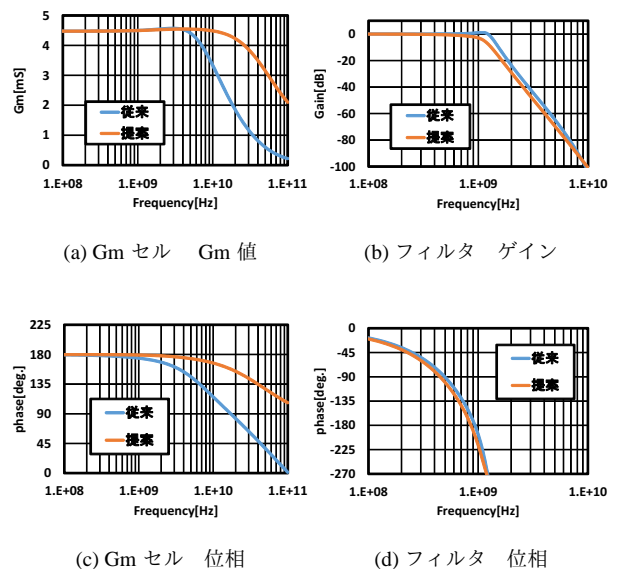 Gm[mS]
5
4
3
2
1
0
従来
提案
1.E+08 1.E+09 1.E+10 1.E+11
Frequency[Hz]
(a) Gm セル Gm 値
Gain[dB]
0
-20
-40
-60
-80
-100
従来
提案
1.E+08 1.E+09 1.E+10
Frequency[Hz]
(b) フィルタ ゲイン
phase[deg.]
225
180
135
90
45
0
従来
提案
1.E+08 1.E+09 1.E+10 1.E+11
Frequency[Hz]
(c) Gm セル 位相
phase[deg.]
0
-45
-90
-135
-180
-225
-270
従来
提案
1.E+08 1.E+09 1.E+10
Frequency[Hz]
(d) フィルタ 位相